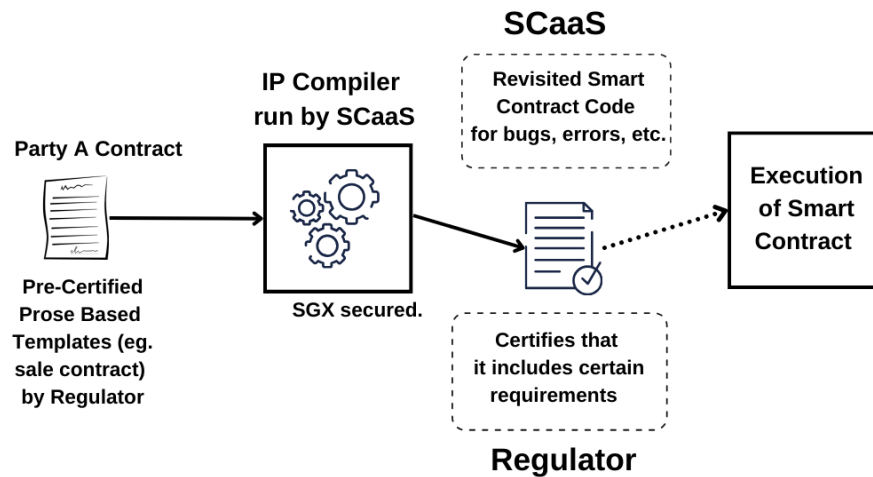 SCaaS
IP Compiler
run by SCaaS
Revisited Smart
Contract Code
for bugs, errors, etc.
Party A Contract
Execution
of Smart
Contract
Pre-Certified
Prose Based
Templates (eg.
sale contract)
by Regulator
SGX secured.
Certifies that
it includes certain
requirements
Regulator